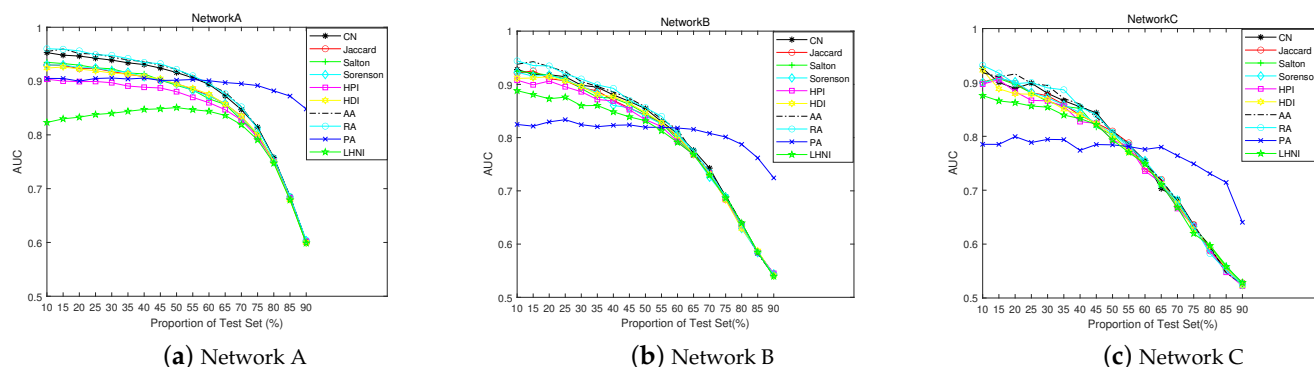 NetworkA
1
0.9
0.8
0.7
0.6
0.5
AUC
10 15 20 25 30 35 40 45 50 55 60 65 70 75 80 85 90
Proportion of Test Set (%)
CN
Jaccard
Salton
Sorenson
HPI
HDI
AA
RA
PA
LHNI
(a) Network A
NetworkB
1
0.9
0.8
0.7
0.6
0.5
AUC
10 15 20 25 30 35 40 45 50 55 60 65 70 75 80 85 90
Proportion of Test Set(%)
CN
Jaccard
Salton
Sorenson
HPI
HDI
AA
RA
PA
LHNI
(b) Network B
NetworkC
1
0.9
0.8
0.7
0.6
0.5
AUC
10 15 20 25 30 35 40 45 50 55 60 65 70 75 80 85 90
Proportion of Test Set(%)
CN
Jaccard
Salton
Sorenson
HPI
HDI
AA
RA
PA
LHNI
(c) Network C